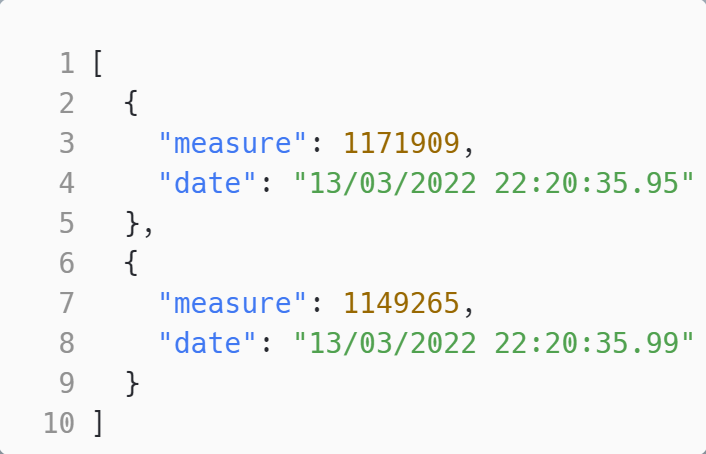 1 [
2   {
3     "measure": 1171909,
4     "date": "13/03/2022 22:20:35.95"
5   },
6   {
7     "measure": 1149265,
8     "date": "13/03/2022 22:20:35.99"
9   }
10 ]